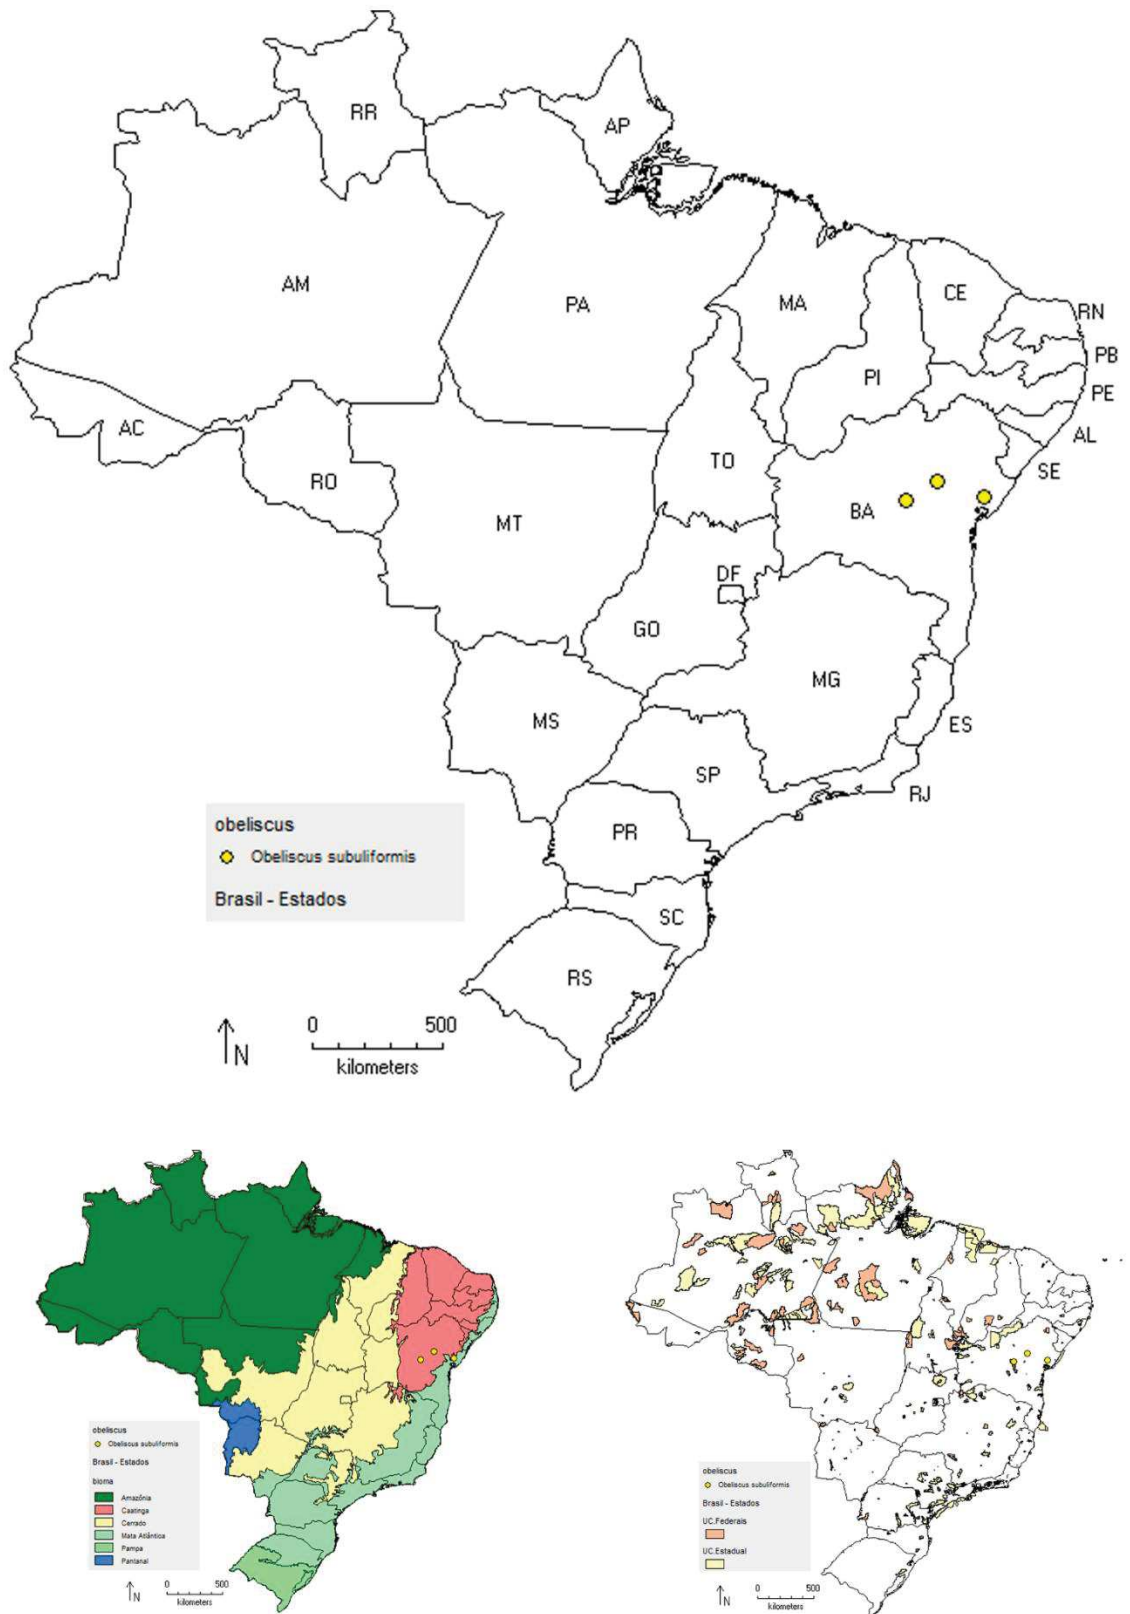 RR
AP
AM
PA
MA
CE
RN
PB
PI
PE
AC
AL
TO
SE
RO
BA
MT
DF
GO
MG
MS
ES
SP
RJ
obeliscus
PR
Obeliscus subuliformis
Brasil - Estados
SC
RS
0 500
N
kilometers
obeliscus
Obeliscus subuliformis
Brasil - Estados
bioma
Amazônia
Caatinga
Cerrado
Mata Atlântica
Pampa
Pantanal
N
0 500
kilometers
obeliscus
Obeliscus subuliformis
Brasil - Estados
UC.Federais
UC.Estadual
N
0 500
kilometers